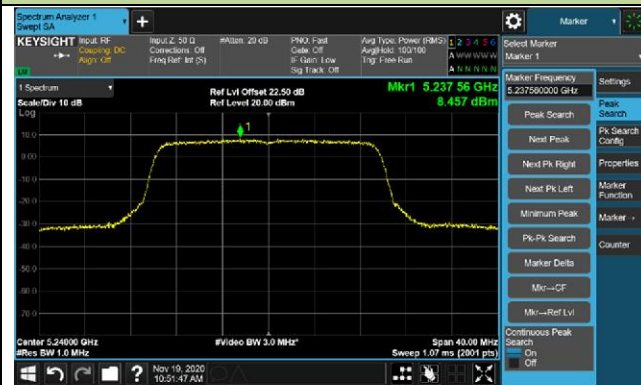 Spectrum Analyzer 1
Swept SA
+
Marker
KEYSIGHT
Input: RF
Coupling: DC
Align: Off
Input Z: 50 Ω
Corrections: Off
Freq Ref: Int (S)
#Atten: 20 dB
PNO: Fast
Gate: Off
IF Gain: Low
Sig Track: Off
Avg Type: Power (RMS)
Avg|Hold: 100/100
Trig: Free Run
1 2 3 4 5 6
A W W W W W
A N N N N N
LXI
1 Spectrum
Scale/Div 10 dB
Log
Ref Lvl Offset 22.50 dB
Ref Level 20.00 dBm
Mkr1 5.237 56 GHz
8.457 dBm
1
10.0
0.00
-10.0
-20.0
-30.0
-40.0
-50.0
-60.0
-70.0
Center 5.24000 GHz
#Res BW 1.0 MHz
#Video BW 3.0 MHz*
Span 40.00 MHz
Sweep 1.07 ms (2001 pts)
Nov 19, 2020
10:51:47 AM
?
Select Marker
Marker 1
Marker Frequency
5.237560000 GHz
Peak Search
Next Peak
Next Pk Right
Next Pk Left
Minimum Peak
Pk-Pk Search
Marker Delta
Mkr→CF
Mkr→Ref Lvl
Continuous Peak
Search
On
Off
Settings
Peak
Search
Pk Search
Config
Properties
Marker
Function
Marker→
Counter